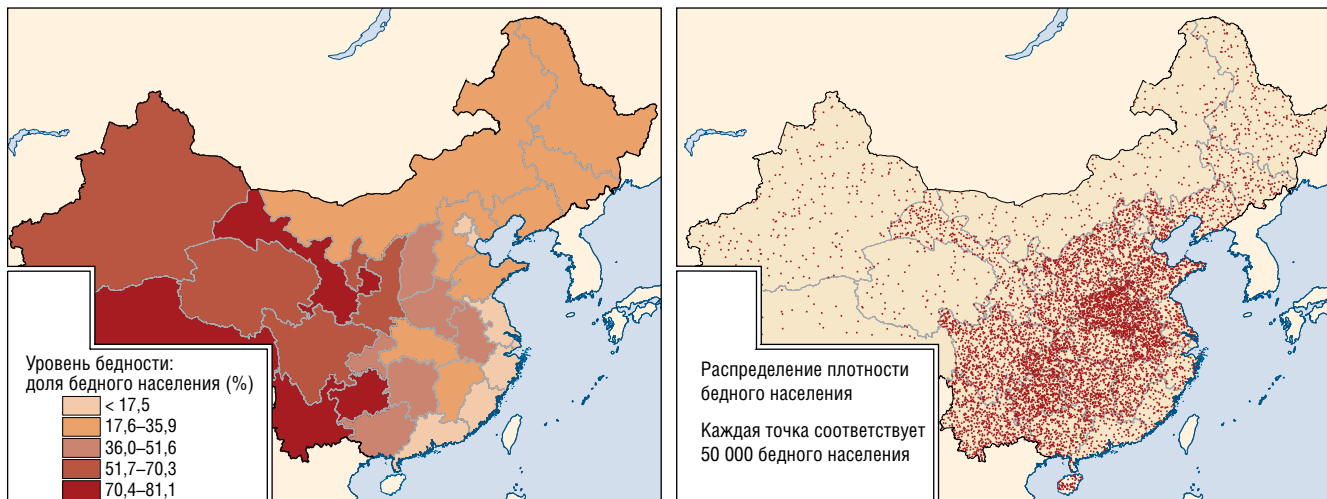 Уровень бедности:
доля бедного населения (%)
< 17,5
17,6–35,9
36,0–51,6
51,7–70,3
70,4–81,1
Распределение плотности
бедного населения
Каждая точка соответствует
50 000 бедного населения